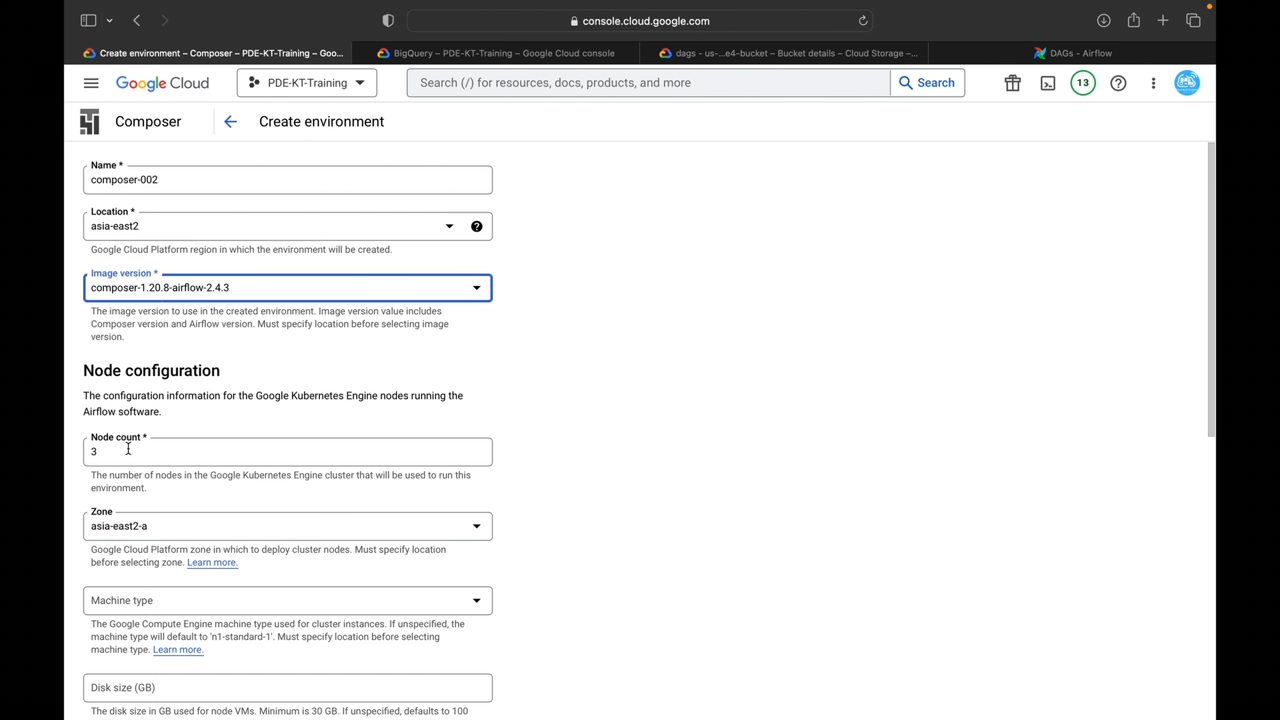 console.cloud.google.com
Create environment – Composer – PDE-KT-Training – Goo...
BigQuery – PDE-KT-Training – Google Cloud console
dags - us-...e4-bucket – Bucket details – Cloud Storage –...
DAGs - Airflow
Google Cloud
PDE-KT-Training
Search (/) for resources, docs, products, and more
Search
13
Composer
Create environment
Name *
composer-002
Location *
asia-east2
Google Cloud Platform region in which the environment will be created.
Image version *
composer-1.20.8-airflow-2.4.3
The image version to use in the created environment. Image version value includes
Composer version and Airflow version. Must specify location before selecting image
version.
Node configuration
The configuration information for the Google Kubernetes Engine nodes running the
Airflow software.
Node count *
3
The number of nodes in the Google Kubernetes Engine cluster that will be used to run this
environment.
Zone
asia-east2-a
Google Cloud Platform zone in which to deploy cluster nodes. Must specify location
before selecting zone. Learn more.
Machine type
The Google Compute Engine machine type used for cluster instances. If unspecified, the
machine type will default to 'n1-standard-1'. Must specify location before selecting
machine type. Learn more.
Disk size (GB)
The disk size in GB used for node VMs. Minimum is 30 GB. If unspecified, defaults to 100